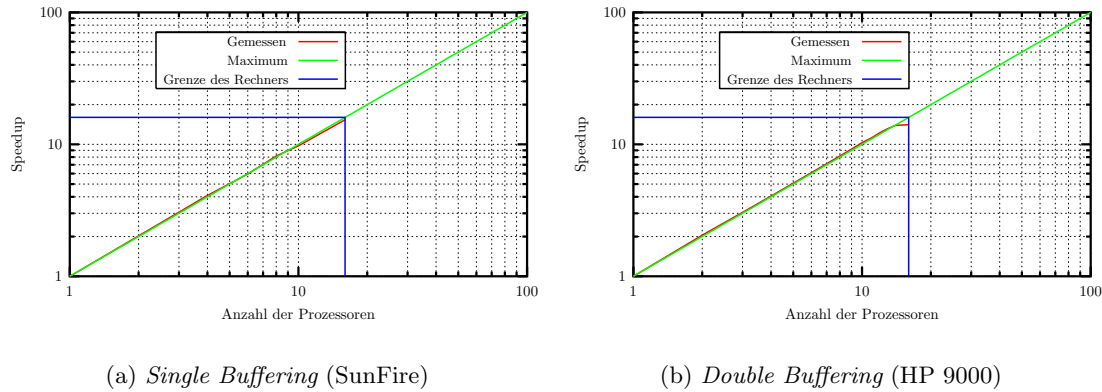 100
10
1
Speedup
Gemessen
Maximum
Grenze des Rechners
1
10
100
Anzahl der Prozessoren
(a) Single Buffering (SunFire)
100
10
1
Speedup
Gemessen
Maximum
Grenze des Rechners
1
10
100
Anzahl der Prozessoren
(b) Double Buffering (HP 9000)